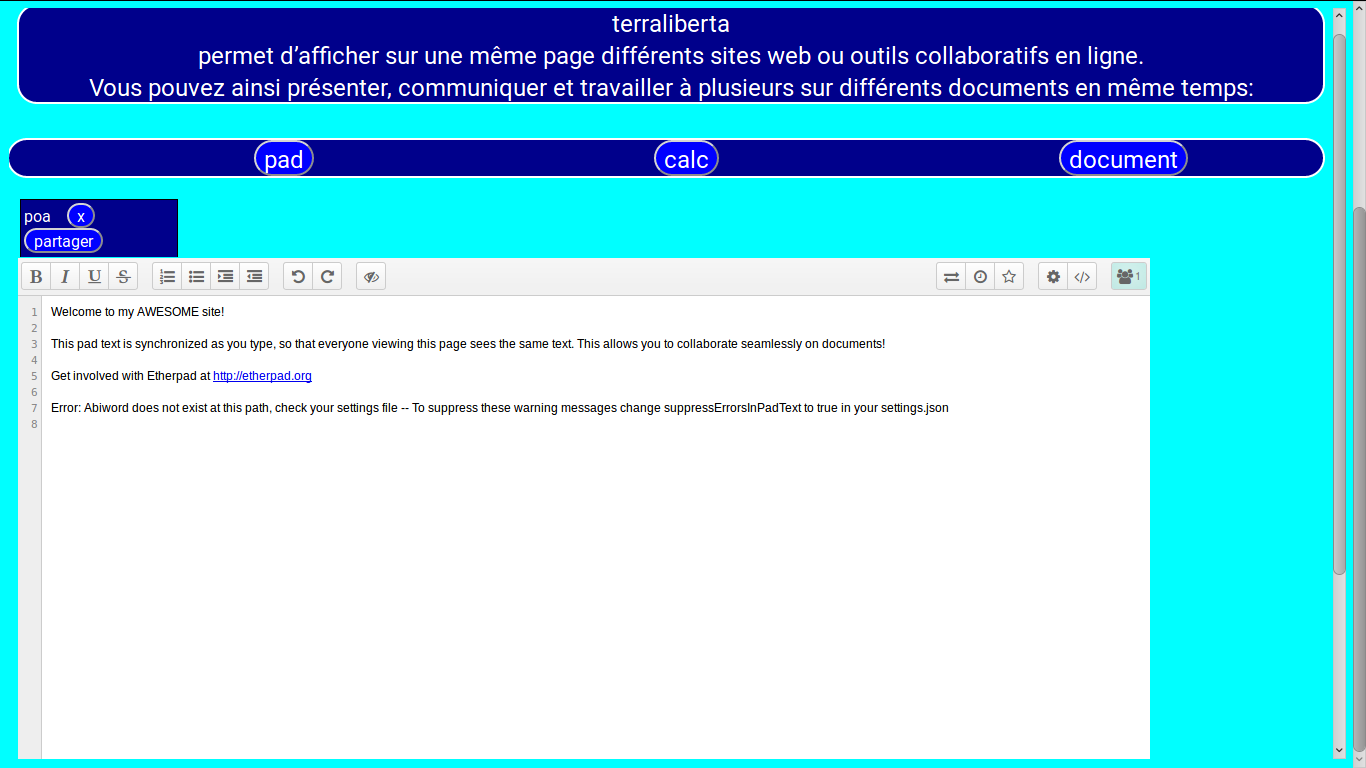 terraliberta
permet d’afficher sur une même page différents sites web ou outils collaboratifs en ligne.
Vous pouvez ainsi présenter, communiquer et travailler à plusieurs sur différents documents en même temps:
pad calc document
poa x
partager
B I U S 1
1 Welcome to my AWESOME site!
2
3 This pad text is synchronized as you type, so that everyone viewing this page sees the same text. This allows you to collaborate seamlessly on documents!
4
5 Get involved with Etherpad at http://etherpad.org
6
7 Error: Abiword does not exist at this path, check your settings file -- To suppress these warning messages change suppressErrorsInPadText to true in your settings.json
8